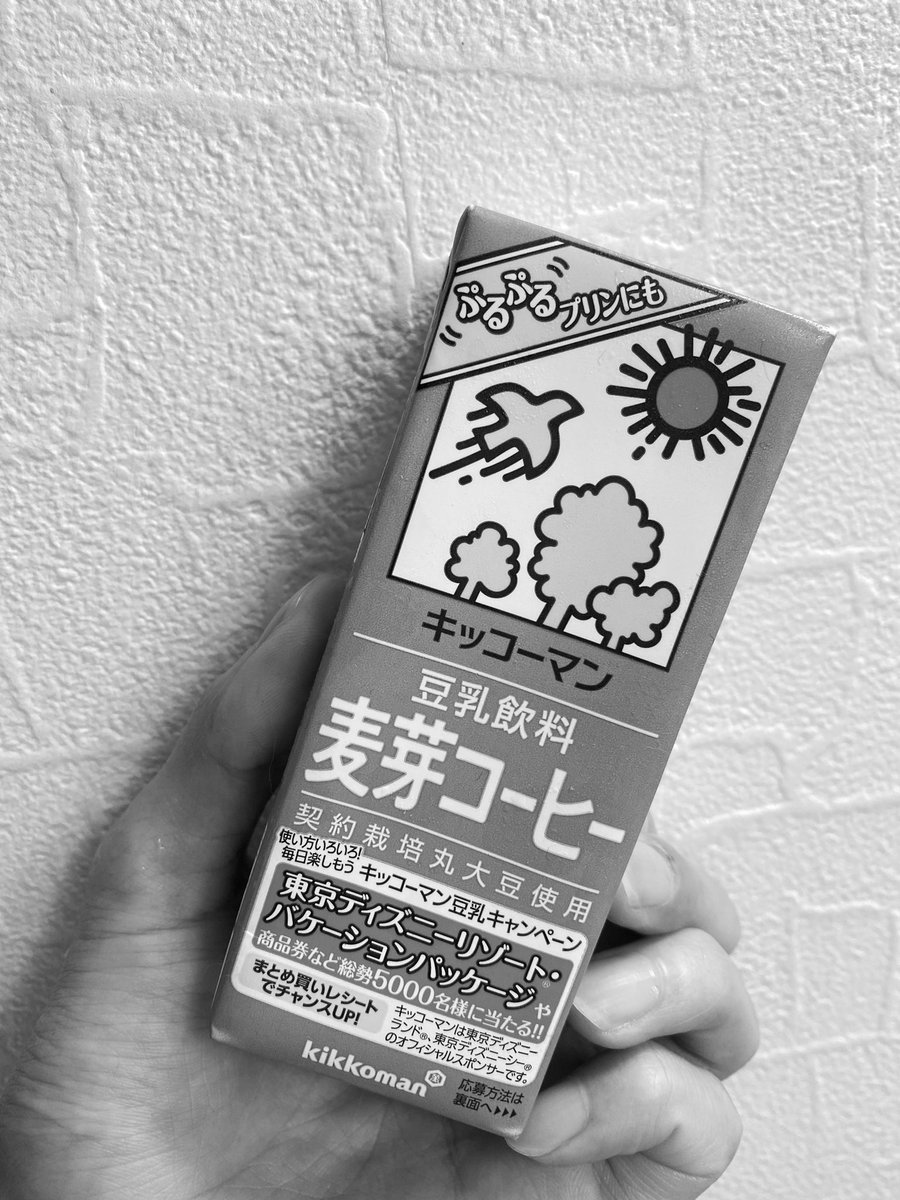 ぷるぷるプリンにも
キッコーマン
豆乳飲料
麦芽コーヒー
契約栽培丸大豆使用
使い方いろいろ!
毎日楽しもう キッコーマン豆乳キャンペーン
東京ディズニーリゾート・
バケーションパッケージ®や
商品券など総勢5000名様に当たる!!
まとめ買いレシート
でチャンスUP!
キッコーマンは東京ディズニー
ランド®、東京ディズニーシー®
のオフィシャルスポンサーです。
kikkoman
応募方法は
裏面へ▶▶▶